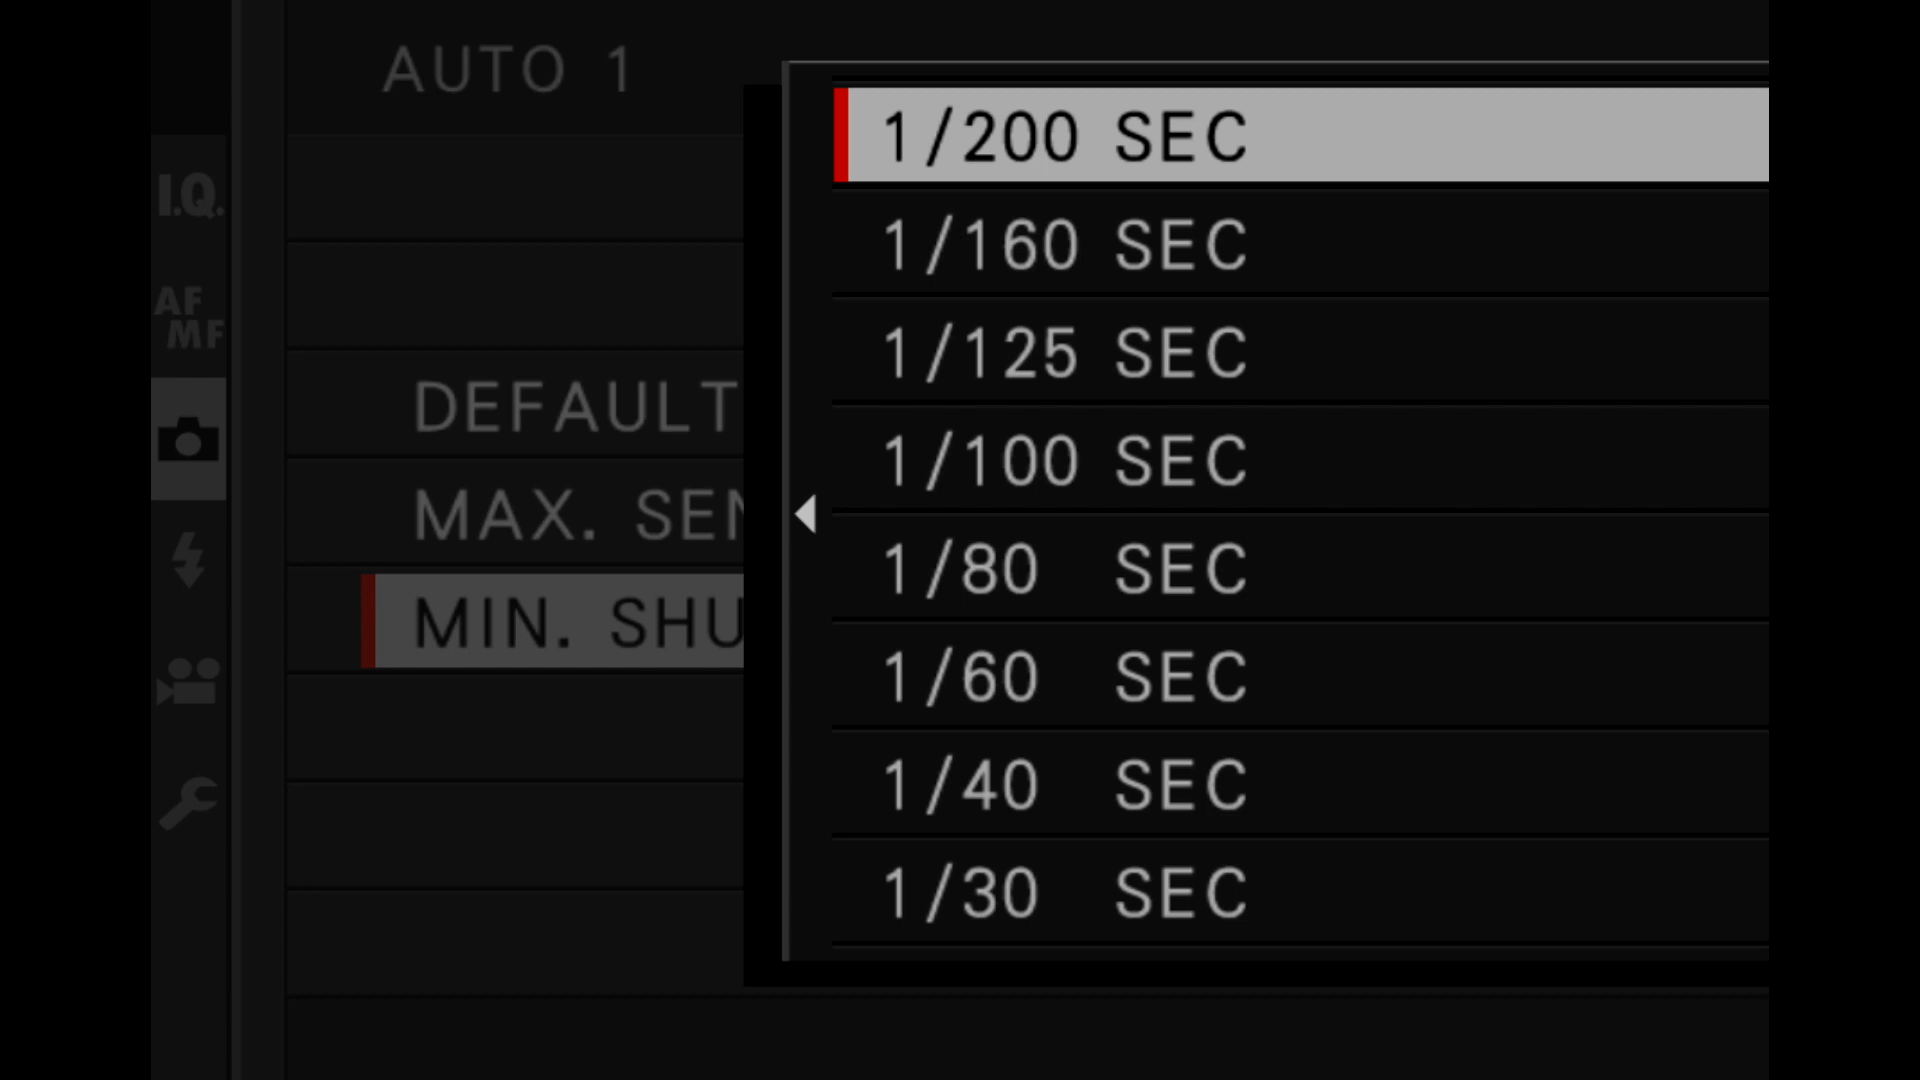 AUTO 1
I.Q.
AF
MF
DEFAULT
MAX. SEN
MIN. SHU
1/200 SEC
1/160 SEC
1/125 SEC
1/100 SEC
1/80 SEC
1/60 SEC
1/40 SEC
1/30 SEC